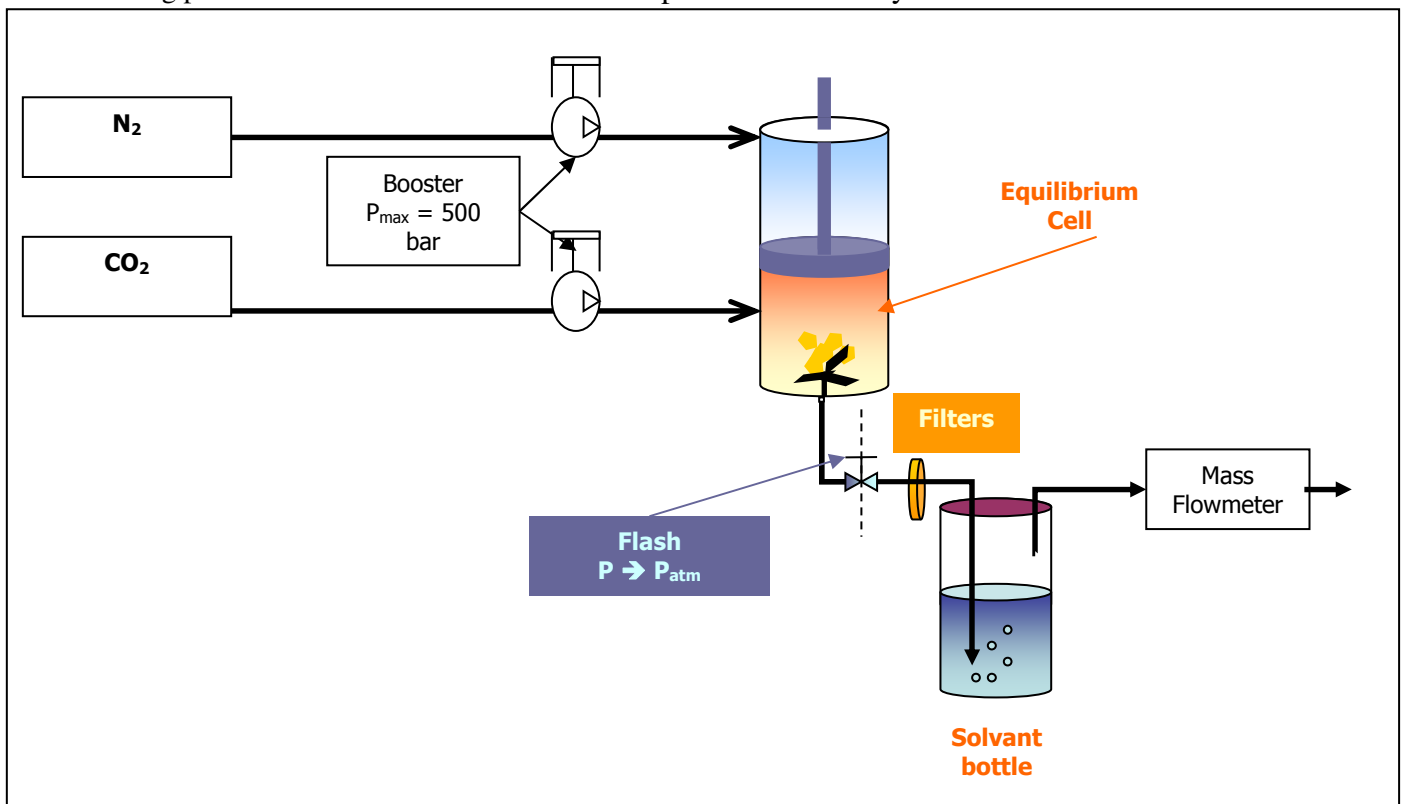 N₂
Booster
Pmax = 500
bar
CO₂
Equilibrium
Cell
Filters
Mass
Flowmeter
Flash
P ➔ Patm
Solvant
bottle